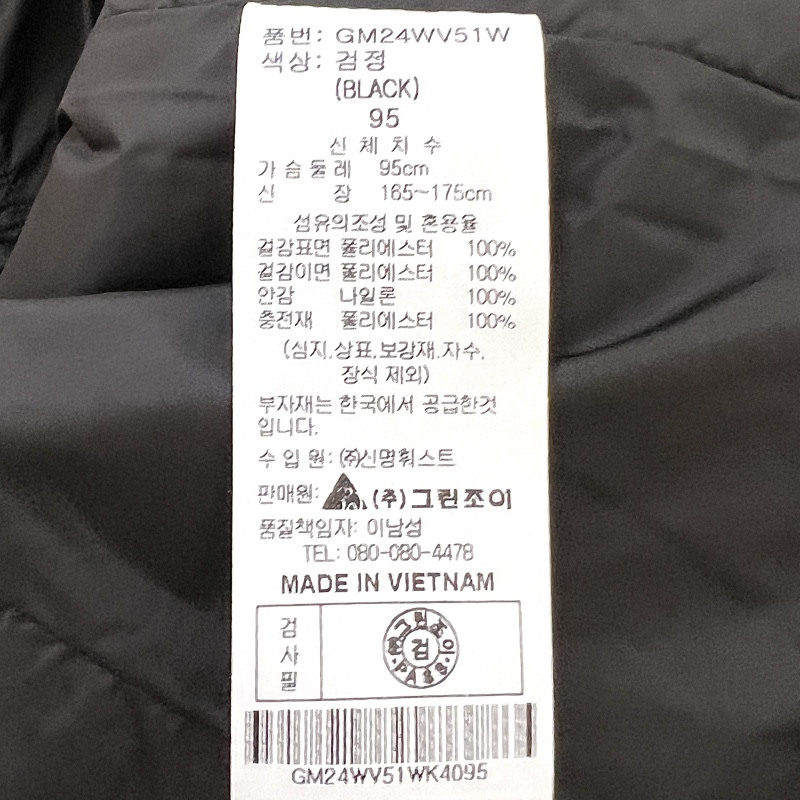 품번: GM24WV51W
색상: 검정
(BLACK)
95
신 체 치 수
가 슴 둘 레 95cm
신 장 165~175cm
섬유의조성 및 혼용율
겉감표면 폴리에스터 100%
겉감이면 폴리에스터 100%
안감 나일론 100%
충전재 폴리에스터 100%
(심지,상표,보강재,자수,
장식 제외)
부자재는 한국에서 공급한것
입니다.
수 입 원: (주)신명훠스트
판매원: (주)그린조이
품질책임자: 이남성
TEL: 080-080-4478
MADE IN VIETNAM
검
사
필
㈜그린조이
검
·PASS·
GM24WV51WK4095